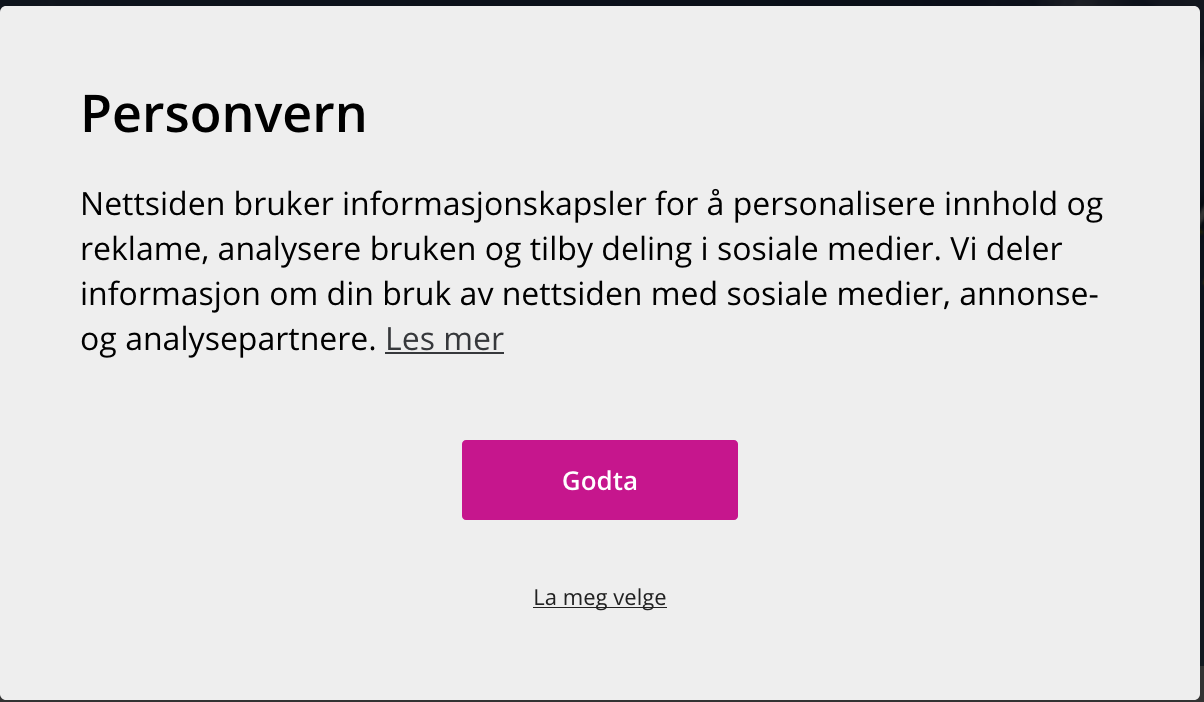 Personvern
Nettsiden bruker informasjonskapsler for å personalisere innhold og
reklame, analysere bruken og tilby deling i sosiale medier. Vi deler
informasjon om din bruk av nettsiden med sosiale medier, annonse-
og analysepartnere. Les mer
Godta
La meg velge